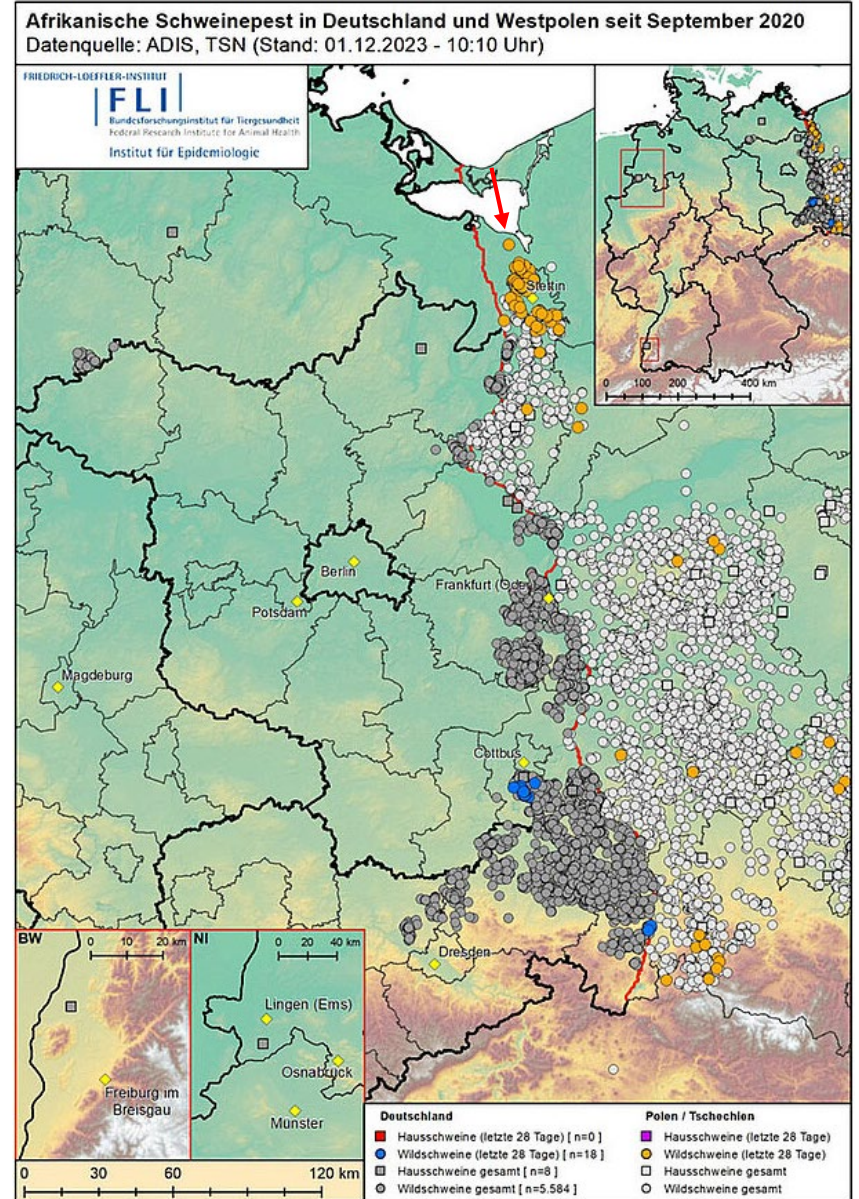 Afrikanische Schweinepest in Deutschland und Westpolen seit September 2020
Datenquelle: ADIS, TSN (Stand: 01.12.2023 - 10:10 Uhr)
FRIEDRICH-LOEFFLER-INSTITUT
FLI
Bundesforschungsinstitut für Tiergesundheit
Federal Research Institute for Animal Health
Institut für Epidemiologie
0 100 200 400 km
Stettin
Berlin
Potsdam
Frankfurt (Oder)
Magdeburg
Cottbus
Dresden
BW
0 10 20 km
Freiburg im
Breisgau
NI
0 20 40 km
Lingen (Ems)
Osnabrück
Münster
0 30 60 120 km
Deutschland
Hausschweine (letzte 28 Tage) [ n=0 ]
Wildschweine (letzte 28 Tage) [ n=18 ]
Hausschweine gesamt [ n=8 ]
Wildschweine gesamt [ n=5.584 ]
Polen / Tschechien
Hausschweine (letzte 28 Tage)
Wildschweine (letzte 28 Tage)
Hausschweine gesamt
Wildschweine gesamt